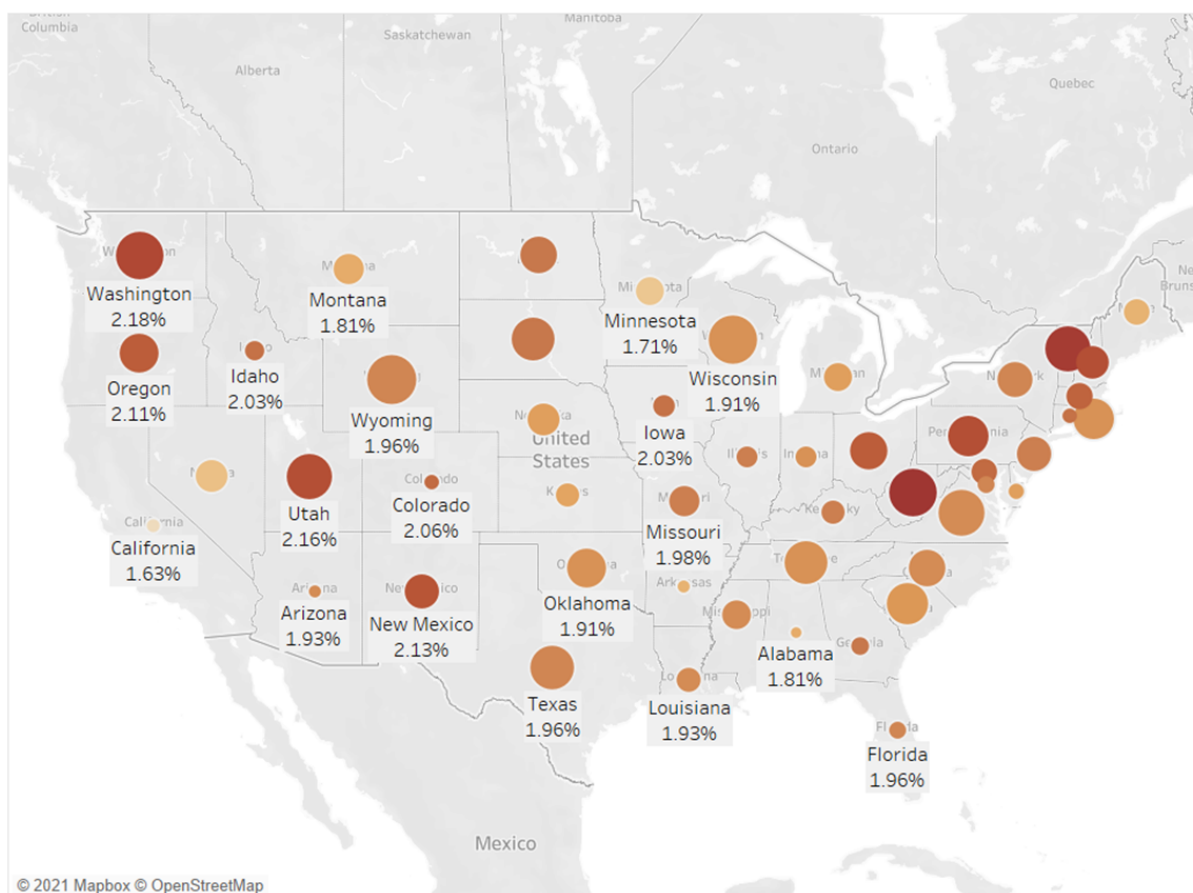 British
Columbia
Alberta
Saskatchewan
Manitoba
Ontario
Quebec
Washington
2.18%
Montana
1.81%
Minnesota
1.71%
Oregon
2.11%
Idaho
2.03%
Wyoming
1.96%
Wisconsin
1.91%
Iowa
2.03%
United
States
Utah
2.16%
Colorado
2.06%
Missouri
1.98%
California
1.63%
Arizona
1.93%
New Mexico
2.13%
Oklahoma
1.91%
Alabama
1.81%
Texas
1.96%
Louisiana
1.93%
Florida
1.96%
Mexico
© 2021 Mapbox © OpenStreetMap